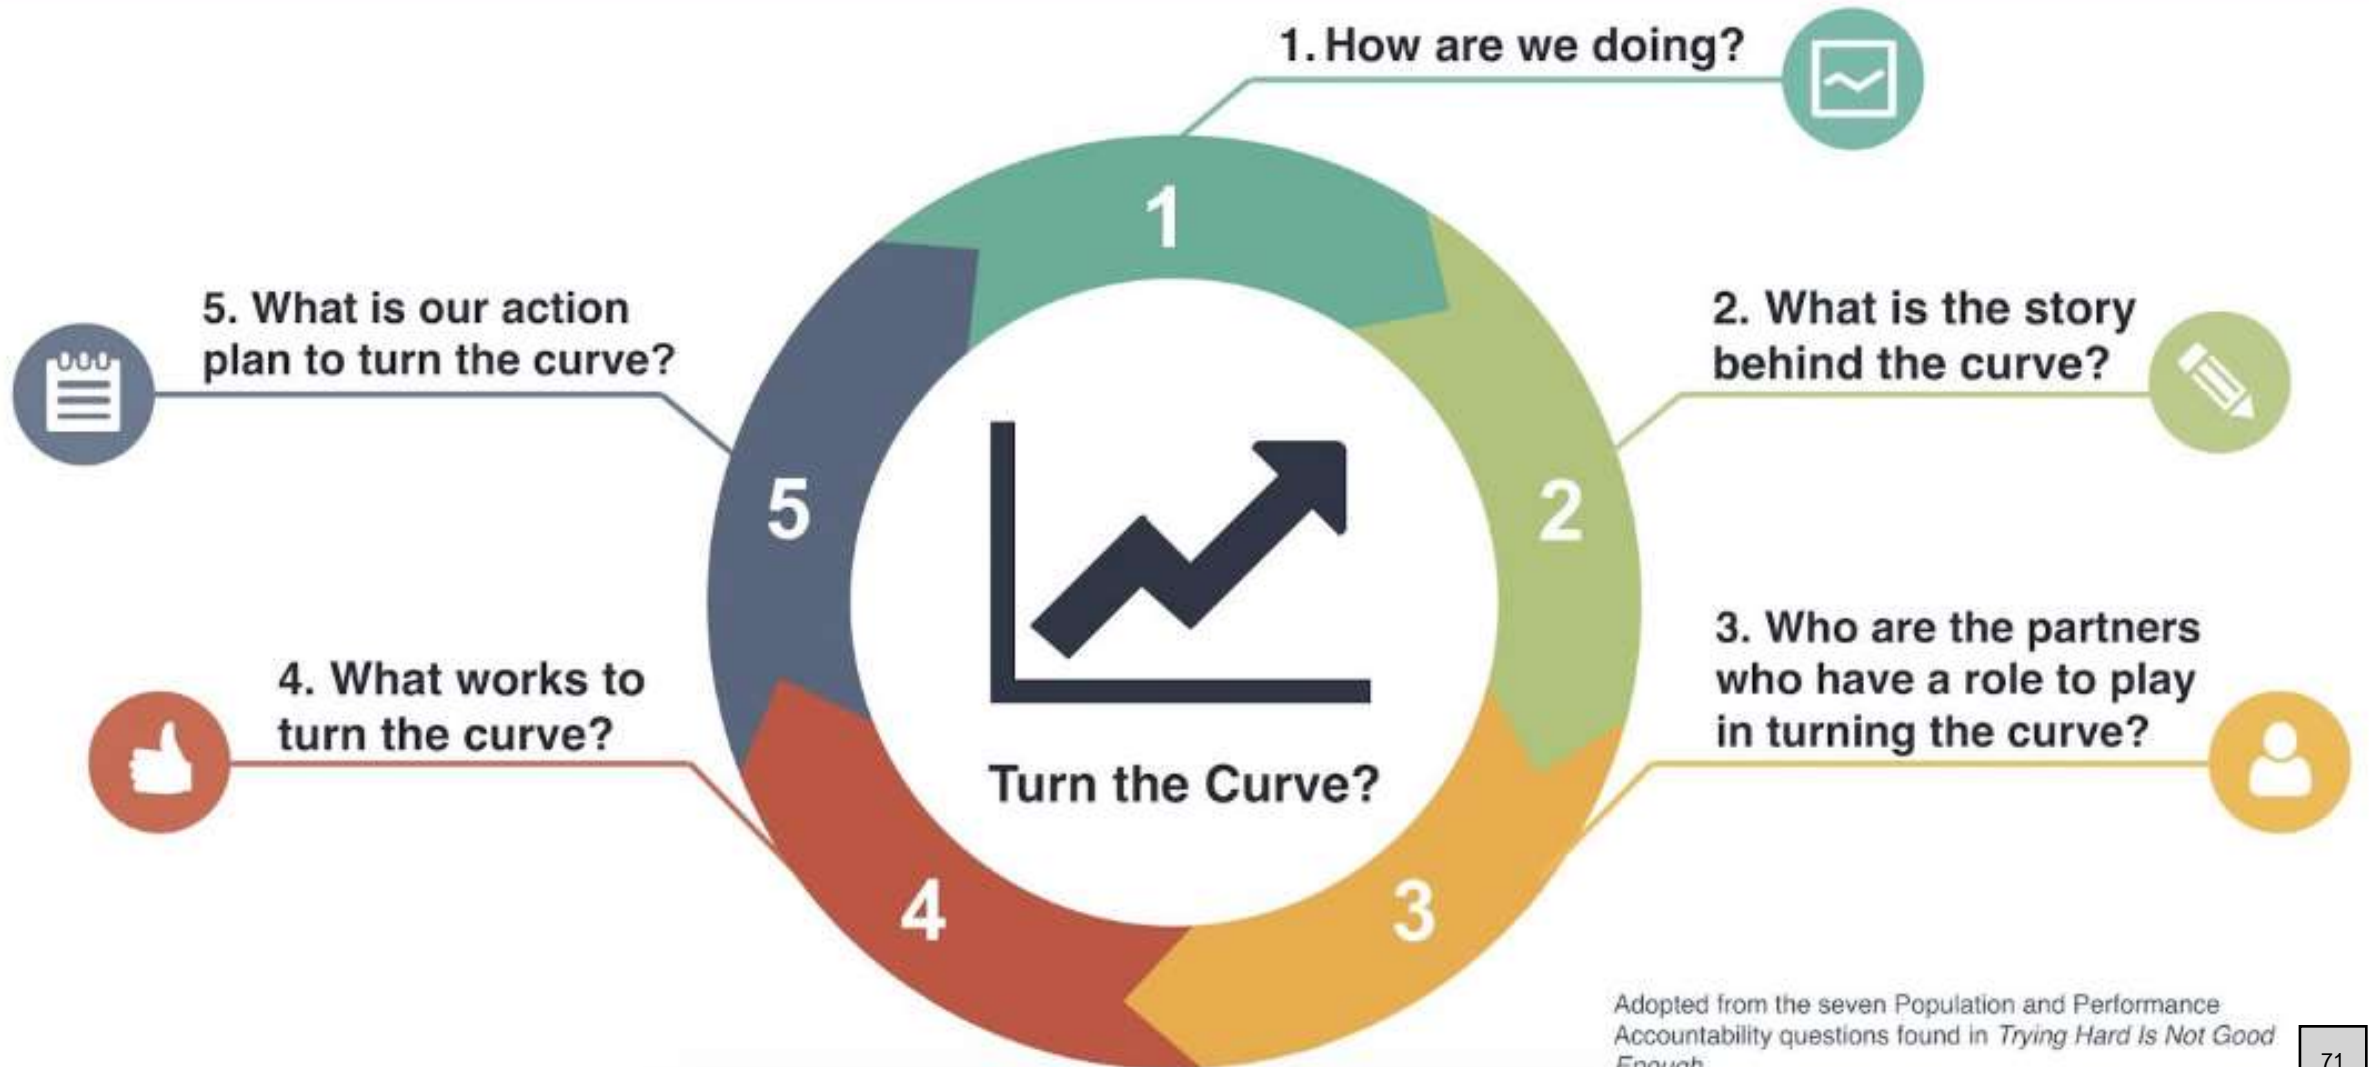 1. How are we doing?
1
5. What is our action
plan to turn the curve?
2. What is the story
behind the curve?
5
2
3. Who are the partners
who have a role to play
in turning the curve?
4. What works to
turn the curve?
Turn the Curve?
4
3
Adopted from the seven Population and Performance
Accountability questions found in Trying Hard Is Not Good
Enough
71